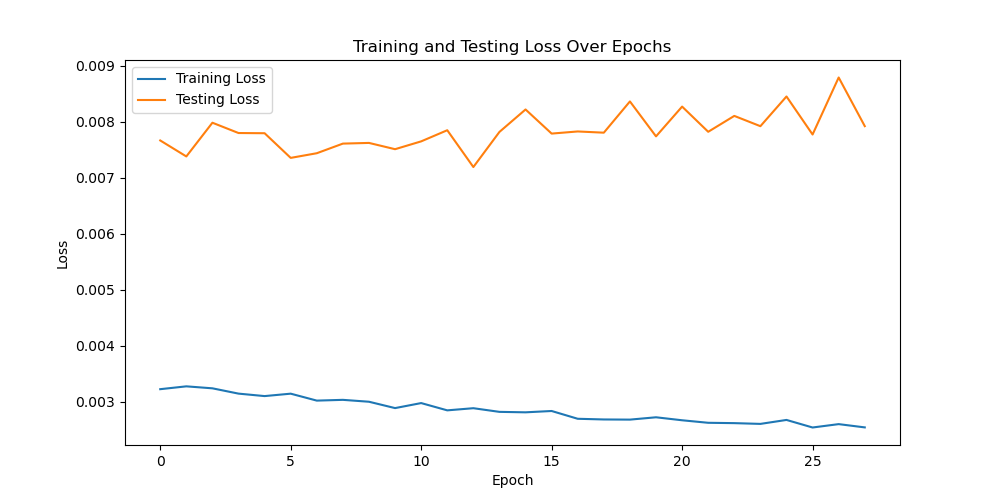 Training and Testing Loss Over Epochs
Training Loss
Testing Loss
0.009
0.008
0.007
0.006
0.005
0.004
0.003
Loss
0
5
10
15
20
25
Epoch